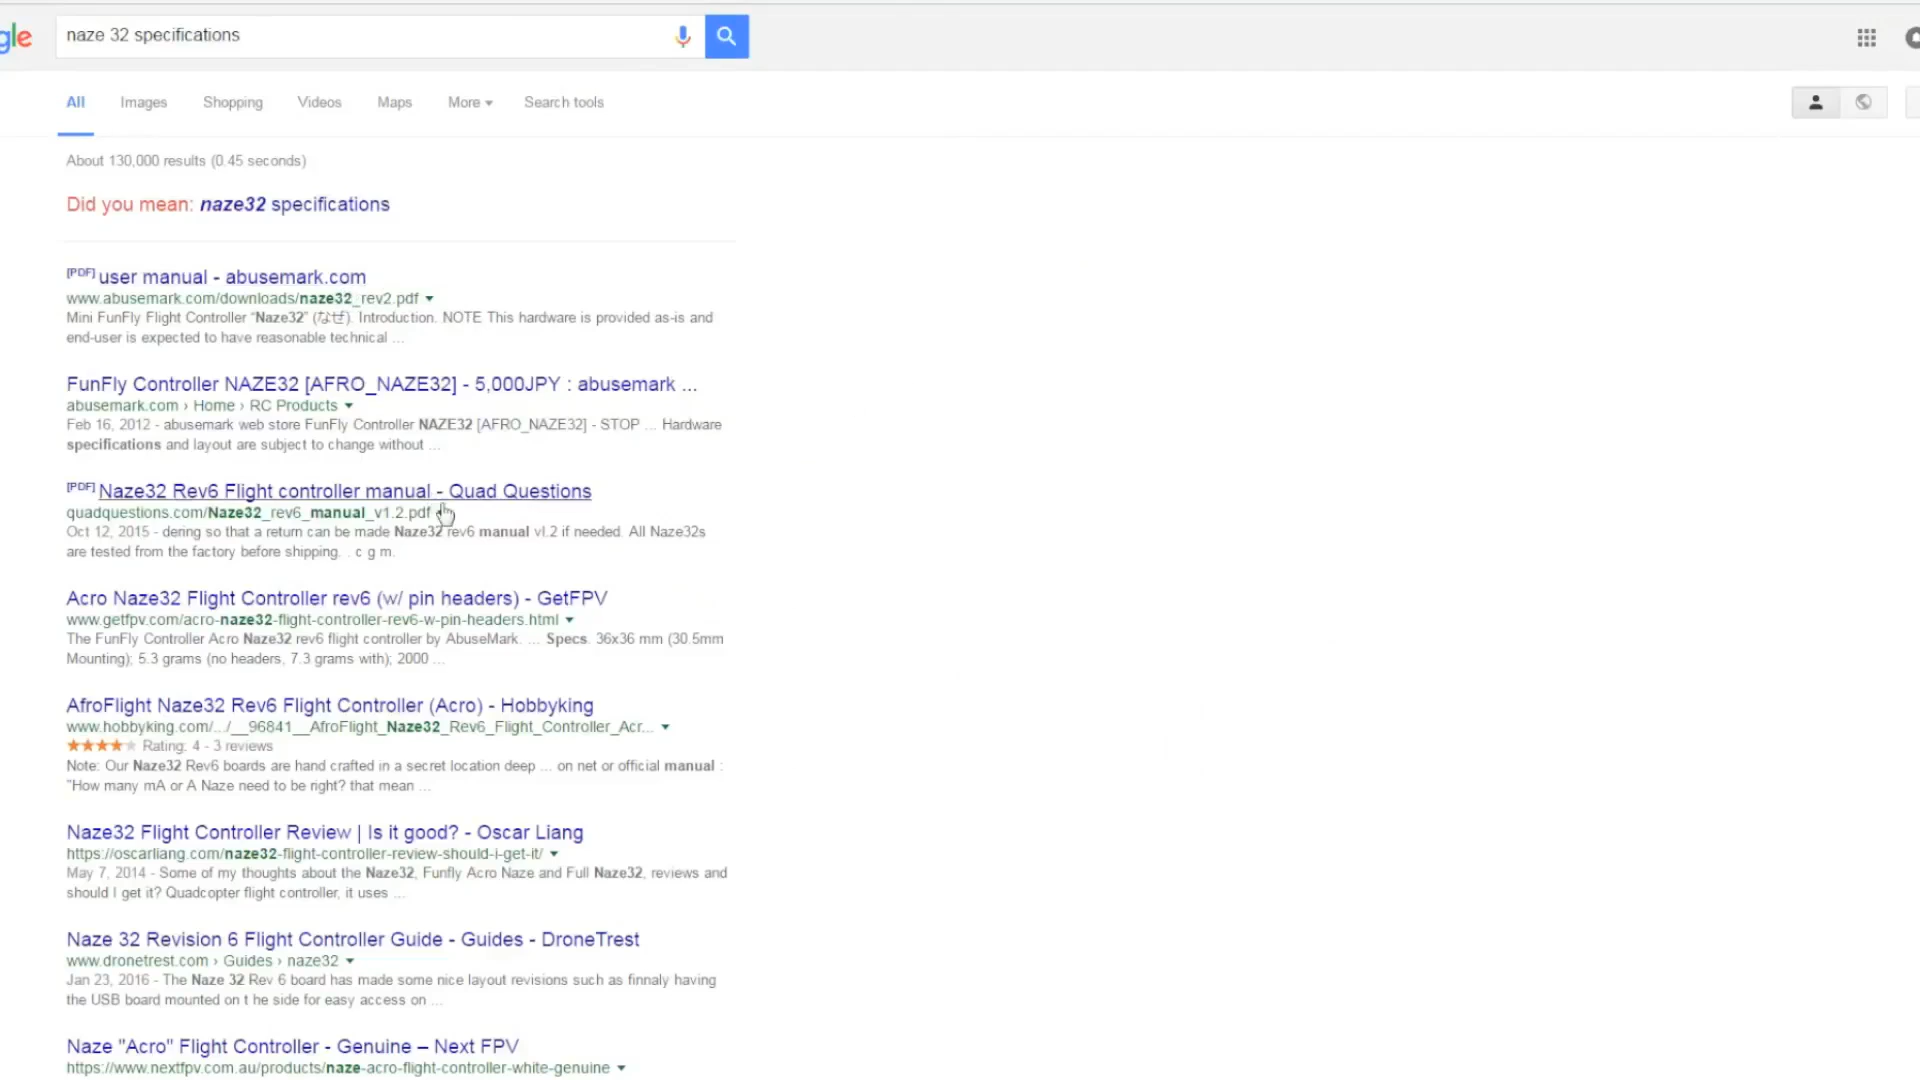 gle
naze 32 specifications
All Images Shopping Videos Maps More Search tools
About 130,000 results (0.45 seconds)
Did you mean: naze32 specifications
[PDF] user manual - abusemark.com
www.abusemark.com/downloads/naze32_rev2.pdf
Mini FunFly Flight Controller "Naze32" (なぜ). Introduction. NOTE This hardware is provided as-is and
end-user is expected to have reasonable technical ...
FunFly Controller NAZE32 [AFRO_NAZE32] - 5,000JPY : abusemark ...
abusemark.com › Home › RC Products
Feb 16, 2012 - abusemark web store FunFly Controller NAZE32 [AFRO_NAZE32] - STOP ... Hardware
specifications and layout are subject to change without ...
[PDF] Naze32 Rev6 Flight controller manual - Quad Questions
quadquestions.com/Naze32_rev6_manual_v1.2.pdf
Oct 12, 2015 - dering so that a return can be made Naze32 rev6 manual vl.2 if needed. All Naze32s
are tested from the factory before shipping. . c g m.
Acro Naze32 Flight Controller rev6 (w/ pin headers) - GetFPV
www.getfpv.com/acro-naze32-flight-controller-rev6-w-pin-headers.html
The FunFly Controller Acro Naze32 rev6 flight controller by AbuseMark. ... Specs. 36x36 mm (30.5mm
Mounting); 5.3 grams (no headers, 7.3 grams with); 2000 ...
AfroFlight Naze32 Rev6 Flight Controller (Acro) - Hobbyking
www.hobbyking.com/.../__96841__AfroFlight_Naze32_Rev6_Flight_Controller_Acr...
Rating: 4 - 3 reviews
Note: Our Naze32 Rev6 boards are hand crafted in a secret location deep ... on net or official manual :
"How many mA or A Naze need to be right? that mean ...
Naze32 Flight Controller Review | Is it good? - Oscar Liang
https://oscarliang.com/naze32-flight-controller-review-should-i-get-it/
May 7, 2014 - Some of my thoughts about the Naze32, Funfly Acro Naze and Full Naze32, reviews and
should I get it? Quadcopter flight controller, it uses ...
Naze 32 Revision 6 Flight Controller Guide - Guides - DroneTrest
www.dronetrest.com › Guides › naze32
Jan 23, 2016 - The Naze 32 Rev 6 board has made some nice layout revisions such as finnaly having
the USB board mounted on t he side for easy access on ...
Naze "Acro" Flight Controller - Genuine – Next FPV
https://www.nextfpv.com.au/products/naze-acro-flight-controller-white-genuine